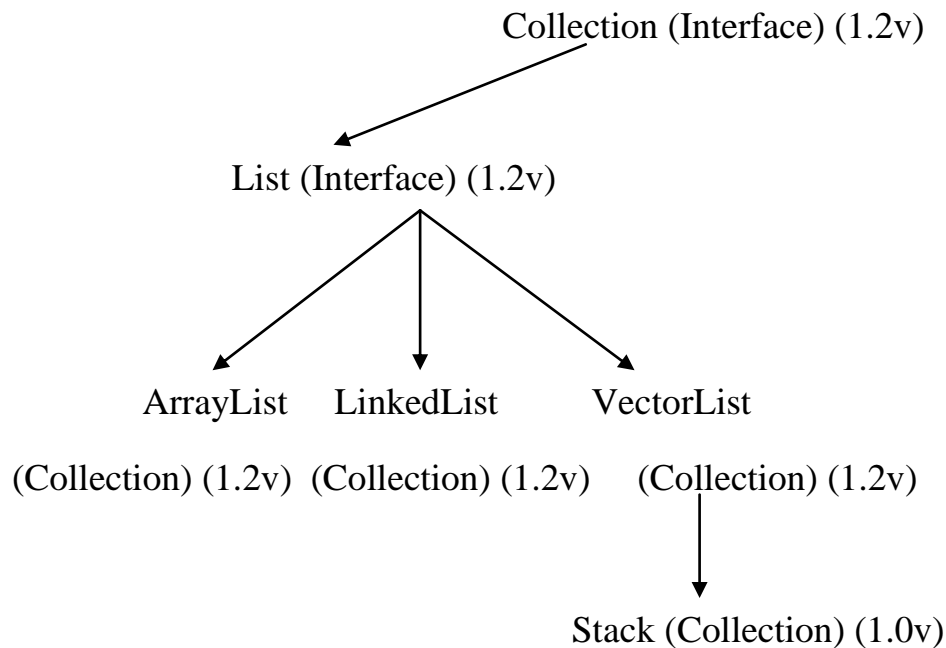 Collection (Interface) (1.2v)
List (Interface) (1.2v)
ArrayList LinkedList VectorList
(Collection) (1.2v) (Collection) (1.2v) (Collection) (1.2v)
Stack (Collection) (1.0v)